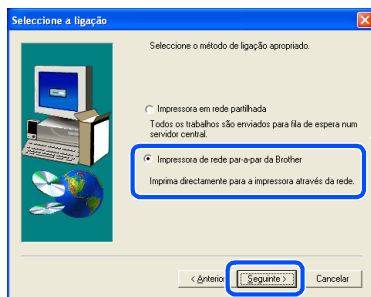 Seleccione a ligação
Seleccione o método de ligação apropriado.
Impressora em rede partilhada
Todos os trabalhos são enviados para fila de espera num
servidor central.
Impressora de rede par-a-par da Brother
Imprima directamente para a impressora através da rede.
< Anterior
Seguinte >
Cancelar